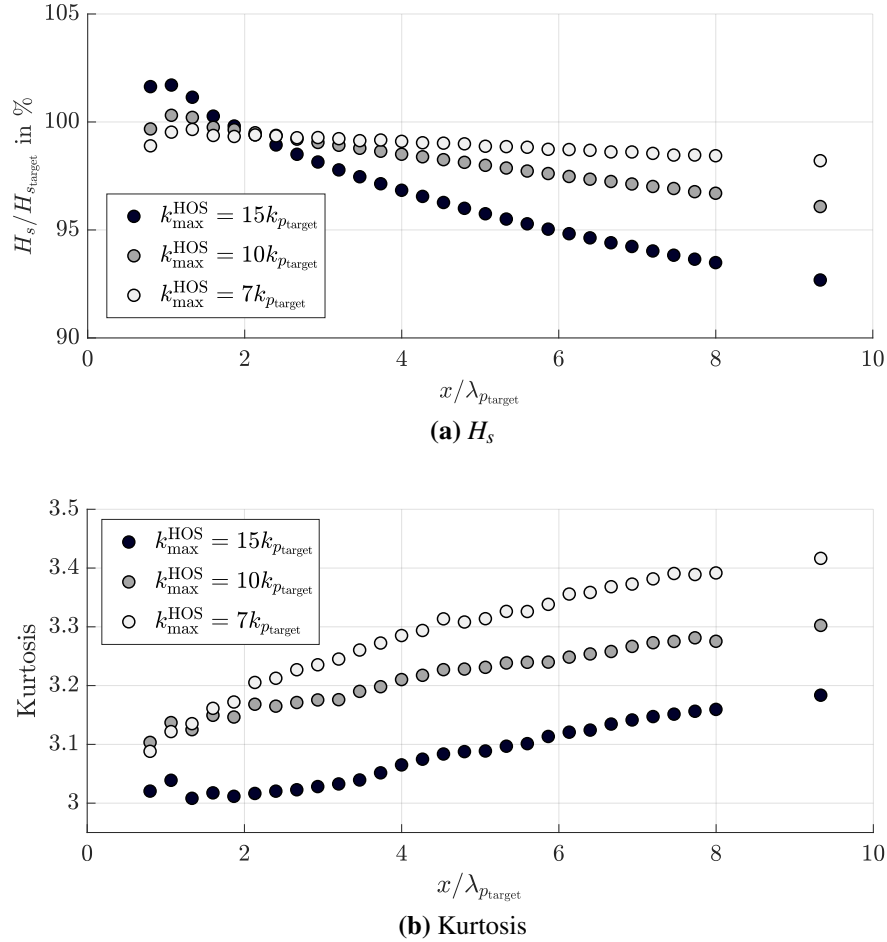 105
100
95
90
H_s/H_{s_target} in %
k_max^HOS = 15k_{p_target}
k_max^HOS = 10k_{p_target}
k_max^HOS = 7k_{p_target}
0 2 4 6 8 10
x/λ_{p_target}
(a) H_s
3.5
3.4
3.3
3.2
3.1
3
Kurtosis
k_max^HOS = 15k_{p_target}
k_max^HOS = 10k_{p_target}
k_max^HOS = 7k_{p_target}
0 2 4 6 8 10
x/λ_{p_target}
(b) Kurtosis